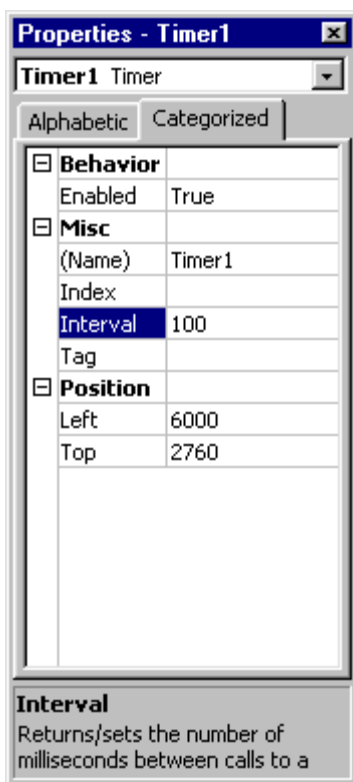 Properties - Timer1
Timer1 Timer
Alphabetic Categorized
Behavior
Enabled True
Misc
(Name) Timer1
Index
Interval 100
Tag
Position
Left 6000
Top 2760
Interval
Returns/sets the number of
milliseconds between calls to a